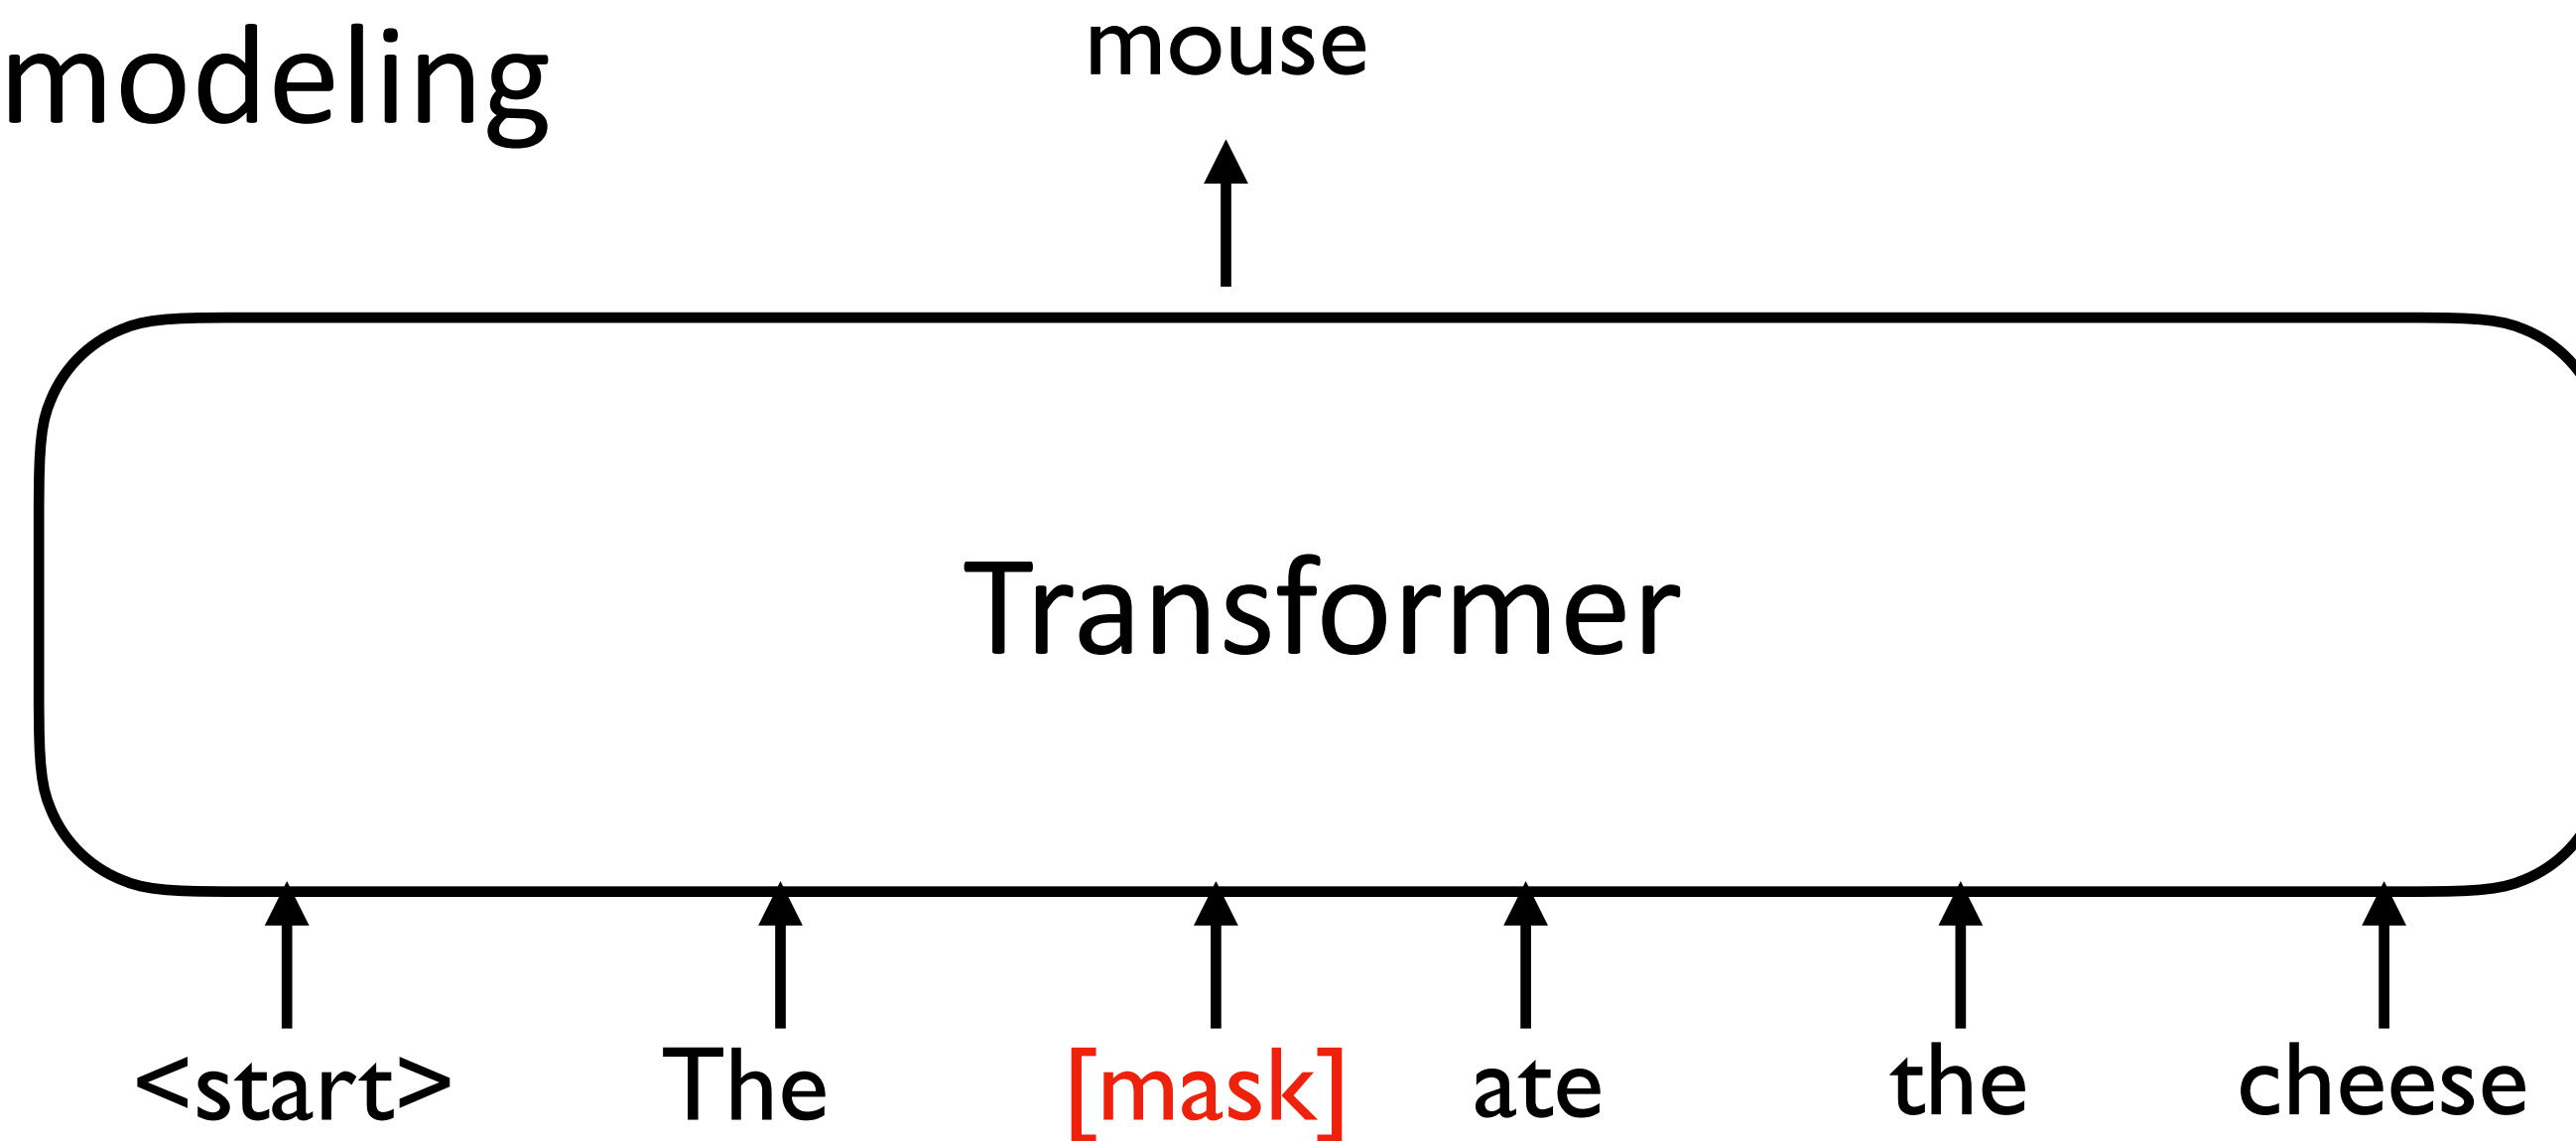 modeling
mouse
Transformer
<start> The [mask] ate the cheese